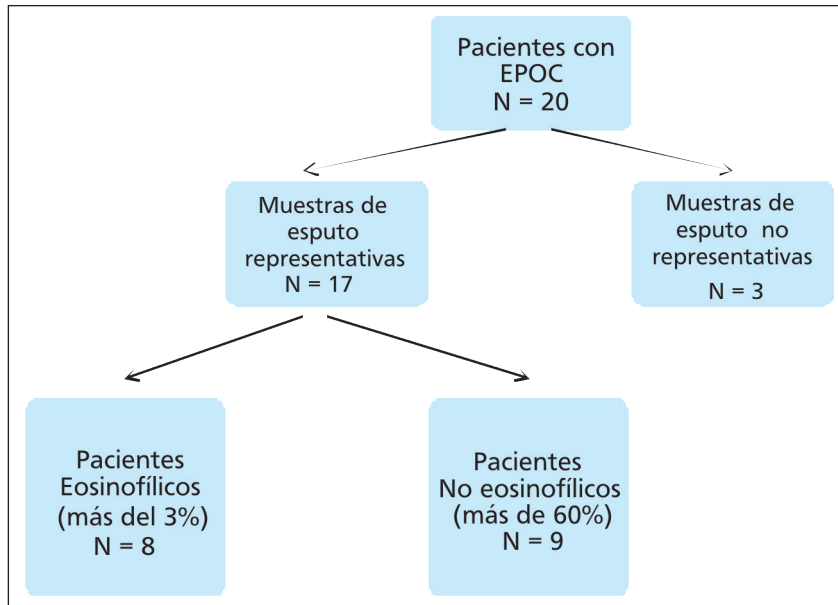 Pacientes con
EPOC
N = 20
Muestras de
esputo
representativas
N = 17
Muestras de
esputo no
representativas
N = 3
Pacientes
Eosinofílicos
(más del 3%)
N = 8
Pacientes
No eosinofílicos
(más de 60%)
N = 9